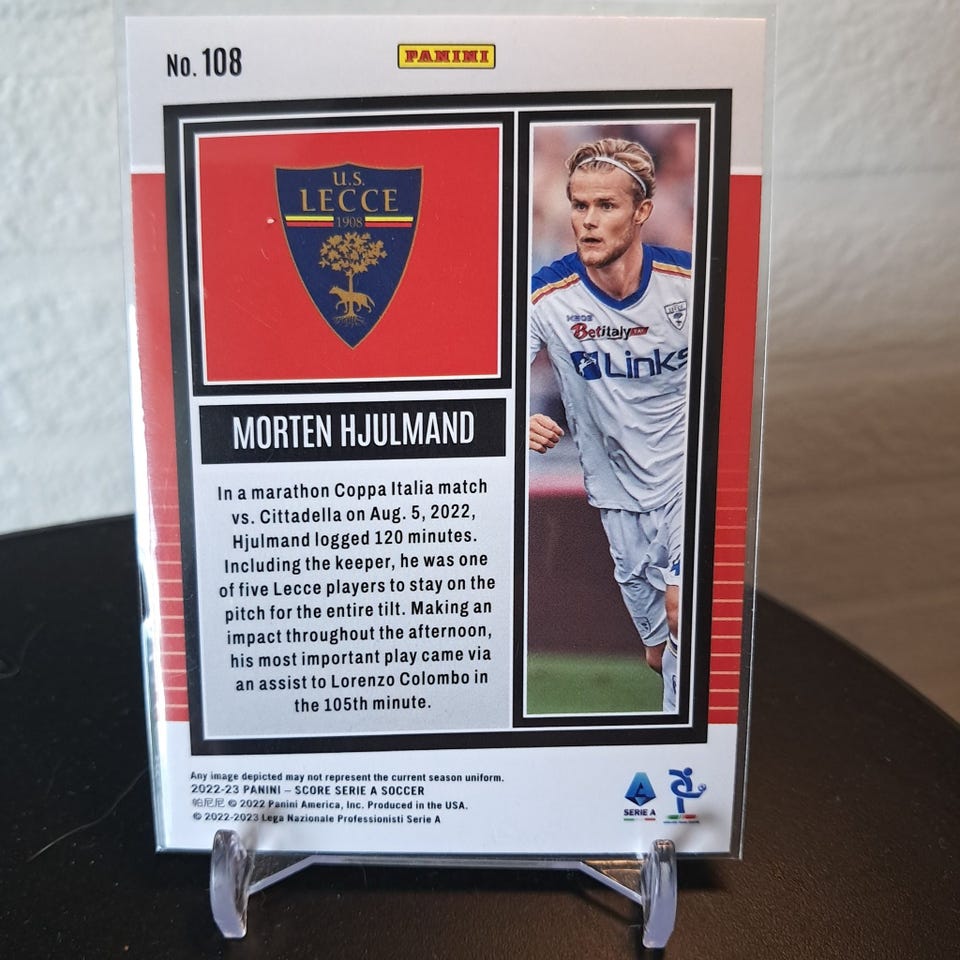 No. 108
PANINI
U.S.
LECCE
1908
Betitaly
Links
MORTEN HJULMAND
In a marathon Coppa Italia match
vs. Cittadella on Aug. 5, 2022,
Hjulmand logged 120 minutes.
Including the keeper, he was one
of five Lecce players to stay on the
pitch for the entire tilt. Making an
impact throughout the afternoon,
his most important play came via
an assist to Lorenzo Colombo in
the 105th minute.
Any image depicted may not represent the current season uniform.
2022-23 PANINI – SCORE SERIE A SOCCER
帕尼尼 © 2022 Panini America, Inc. Produced in the USA.
© 2022-2023 Lega Nazionale Professionisti Serie A
SERIE A